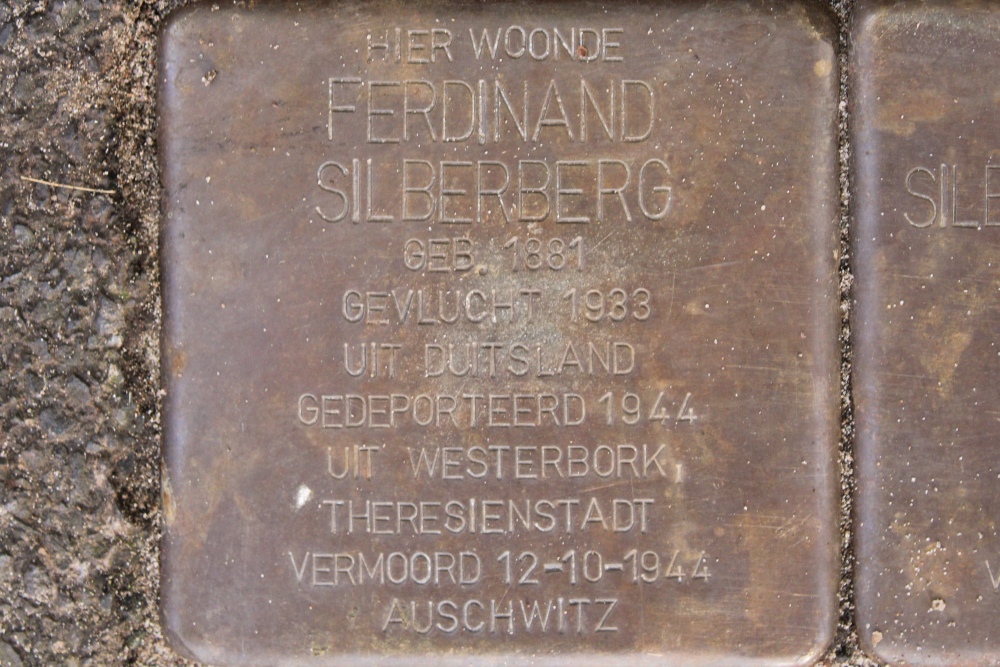 HIER WOONDE
FERDINAND
SILBERBERG
GEB. 1881
GEVLUCHT 1933
UIT DUITSLAND
GEDEPORTEERD 1944
UIT WESTERBORK
THERESIENSTADT
VERMOORD 12-10-1944
AUSCHWITZ